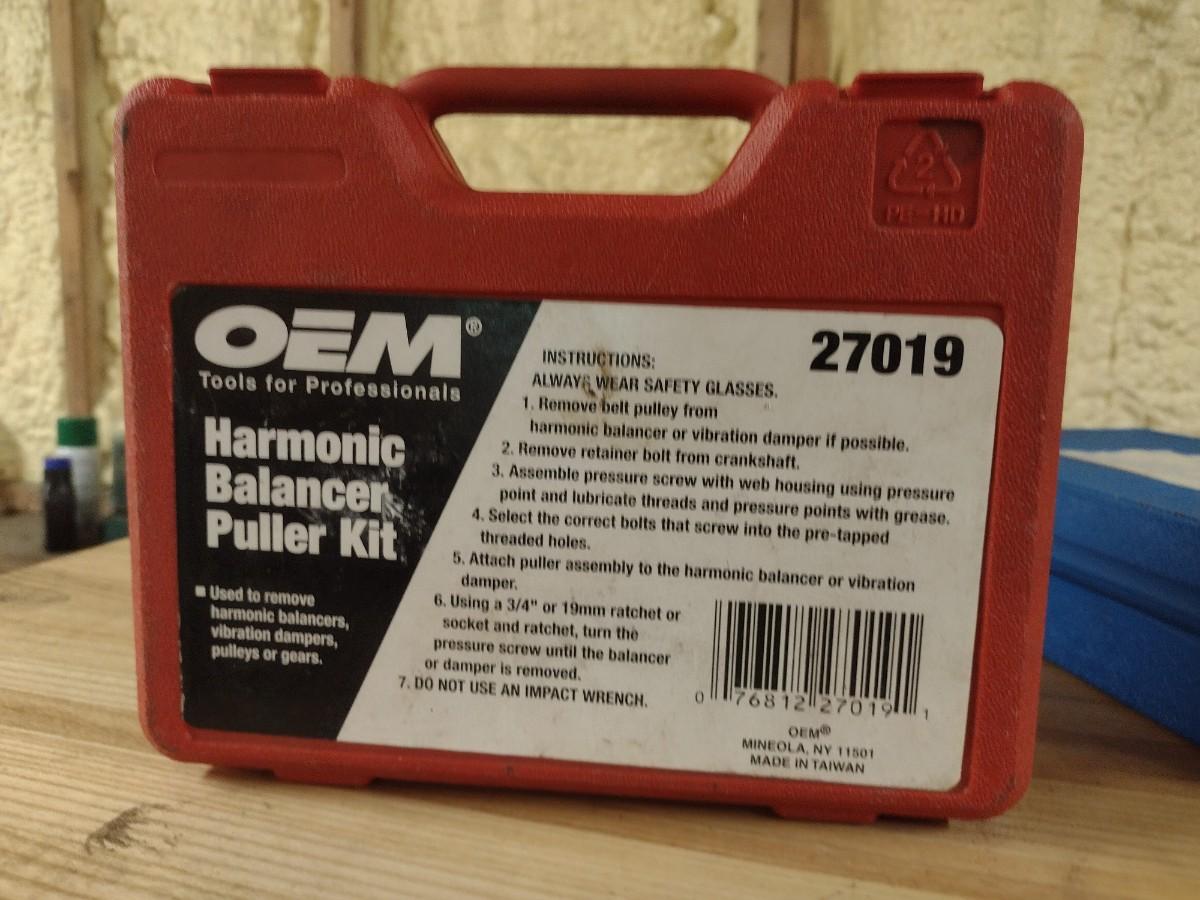 2
PE-HD
OEM®
Tools for Professionals
Harmonic
Balancer
Puller Kit
■ Used to remove
harmonic balancers,
vibration dampers,
pulleys or gears.
27019
INSTRUCTIONS:
ALWAYS WEAR SAFETY GLASSES.
1. Remove belt pulley from
harmonic balancer or vibration damper if possible.
2. Remove retainer bolt from crankshaft.
3. Assemble pressure screw with web housing using pressure
point and lubricate threads and pressure points with grease.
4. Select the correct bolts that screw into the pre-tapped
threaded holes.
5. Attach puller assembly to the harmonic balancer or vibration
damper.
6. Using a 3/4" or 19mm ratchet or
socket and ratchet, turn the
pressure screw until the balancer
or damper is removed.
7. DO NOT USE AN IMPACT WRENCH.
0 76812 27019 1
OEM®
MINEOLA, NY 11501
MADE IN TAIWAN